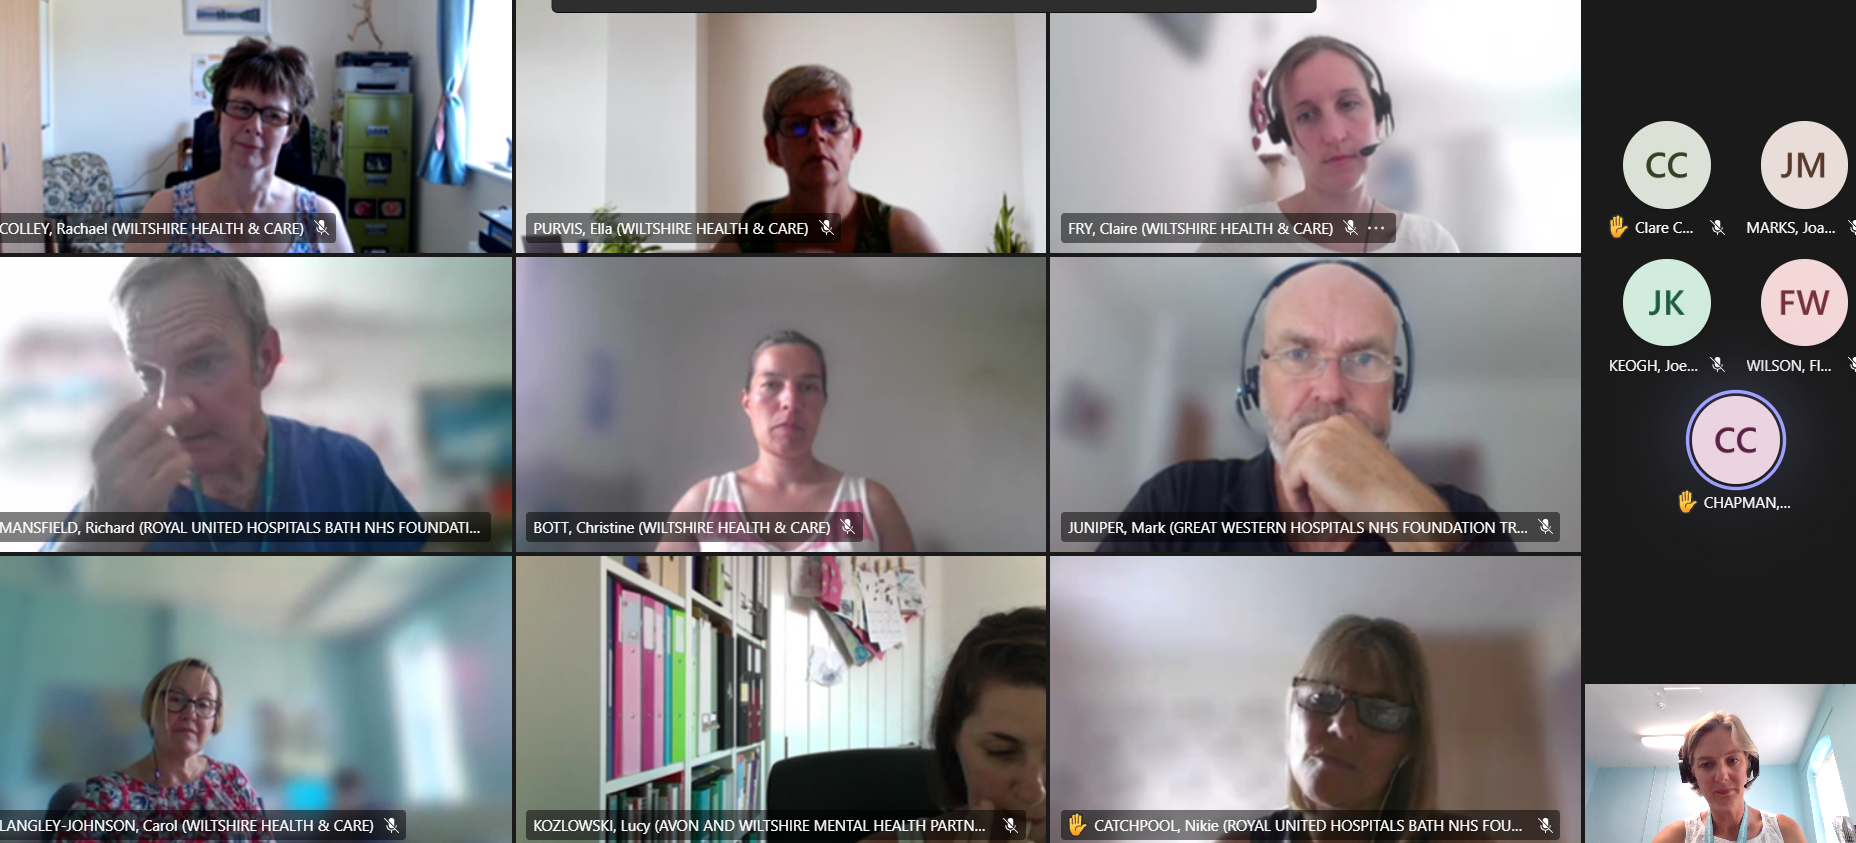 COLLEY, Rachael (WILTSHIRE HEALTH & CARE)
PURVIS, Ella (WILTSHIRE HEALTH & CARE)
FRY, Claire (WILTSHIRE HEALTH & CARE)
CC
JM
Clare C...
MARKS, Joa...
JK
FW
KEOGH, Joe...
WILSON, Fl...
CC
CHAPMAN,...
MANSFIELD, Richard (ROYAL UNITED HOSPITALS BATH NHS FOUNDATI...
BOTT, Christine (WILTSHIRE HEALTH & CARE)
JUNIPER, Mark (GREAT WESTERN HOSPITALS NHS FOUNDATION TR...
LANGLEY-JOHNSON, Carol (WILTSHIRE HEALTH & CARE)
KOZLOWSKI, Lucy (AVON AND WILTSHIRE MENTAL HEALTH PARTN...
CATCHPOOL, Nikie (ROYAL UNITED HOSPITALS BATH NHS FOU...